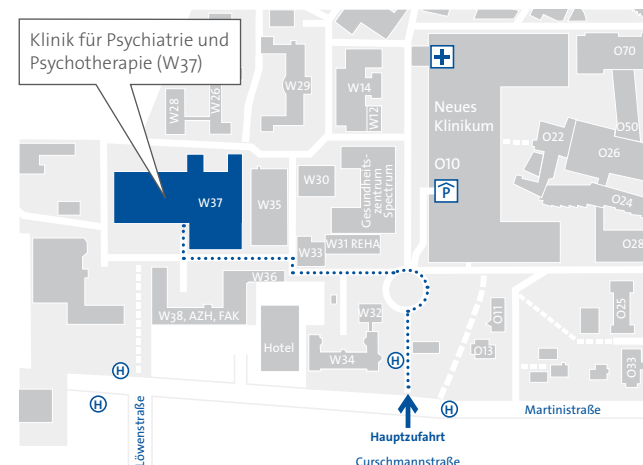 Klinik für Psychiatrie und
Psychotherapie (W37)
W29
W26
W28
W14
W12
O70
Neues
Klinikum
O50
O22
O26
O10
W30
Gesundheits-
zentrum
Spectrum
P
W37
W35
O24
W33
W31 REHA
O28
W36
W38, AZH, FAK
W32
O11
O25
Hotel
W34
H
O13
O33
H
H
H
Löwenstraße
Martinistraße
Hauptzufahrt
Curschmannstraße